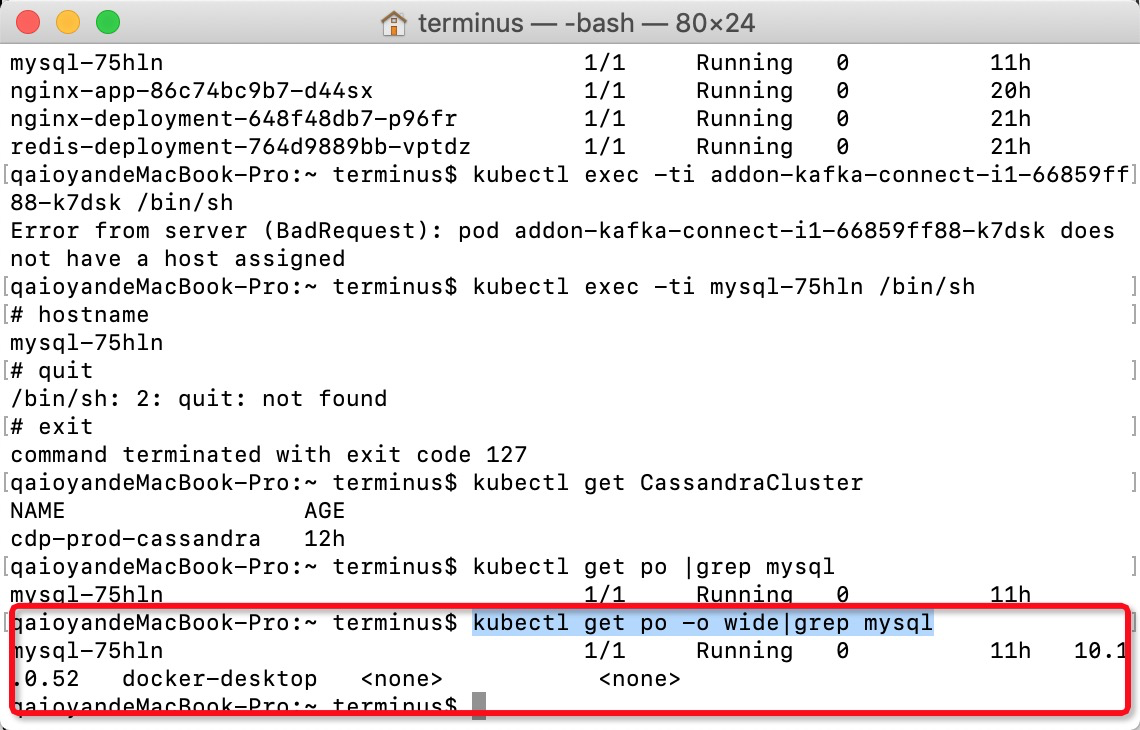 terminus — -bash — 80×24
mysql-75hln 1/1 Running 0 11h
nginx-app-86c74bc9b7-d44sx 1/1 Running 0 20h
nginx-deployment-648f48db7-p96fr 1/1 Running 0 21h
redis-deployment-764d9889bb-vptdz 1/1 Running 0 21h
[qaioyandeMacBook-Pro:~ terminus$ kubectl exec -ti addon-kafka-connect-i1-66859ff]
88-k7dsk /bin/sh
Error from server (BadRequest): pod addon-kafka-connect-i1-66859ff88-k7dsk does
not have a host assigned
[qaioyandeMacBook-Pro:~ terminus$ kubectl exec -ti mysql-75hln /bin/sh ]
[# hostname ]
mysql-75hln
[# quit ]
/bin/sh: 2: quit: not found
[# exit ]
command terminated with exit code 127
[qaioyandeMacBook-Pro:~ terminus$ kubectl get CassandraCluster ]
NAME AGE
cdp-prod-cassandra 12h
[qaioyandeMacBook-Pro:~ terminus$ kubectl get po |grep mysql ]
mysql-75hln 1/1 Running 0 11h
[qaioyandeMacBook-Pro:~ terminus$ kubectl get po -o wide|grep mysql ]
mysql-75hln 1/1 Running 0 11h 10.1
.0.52 docker-desktop <none> <none>
qaioyandeMacBook-Pro:~ terminus$